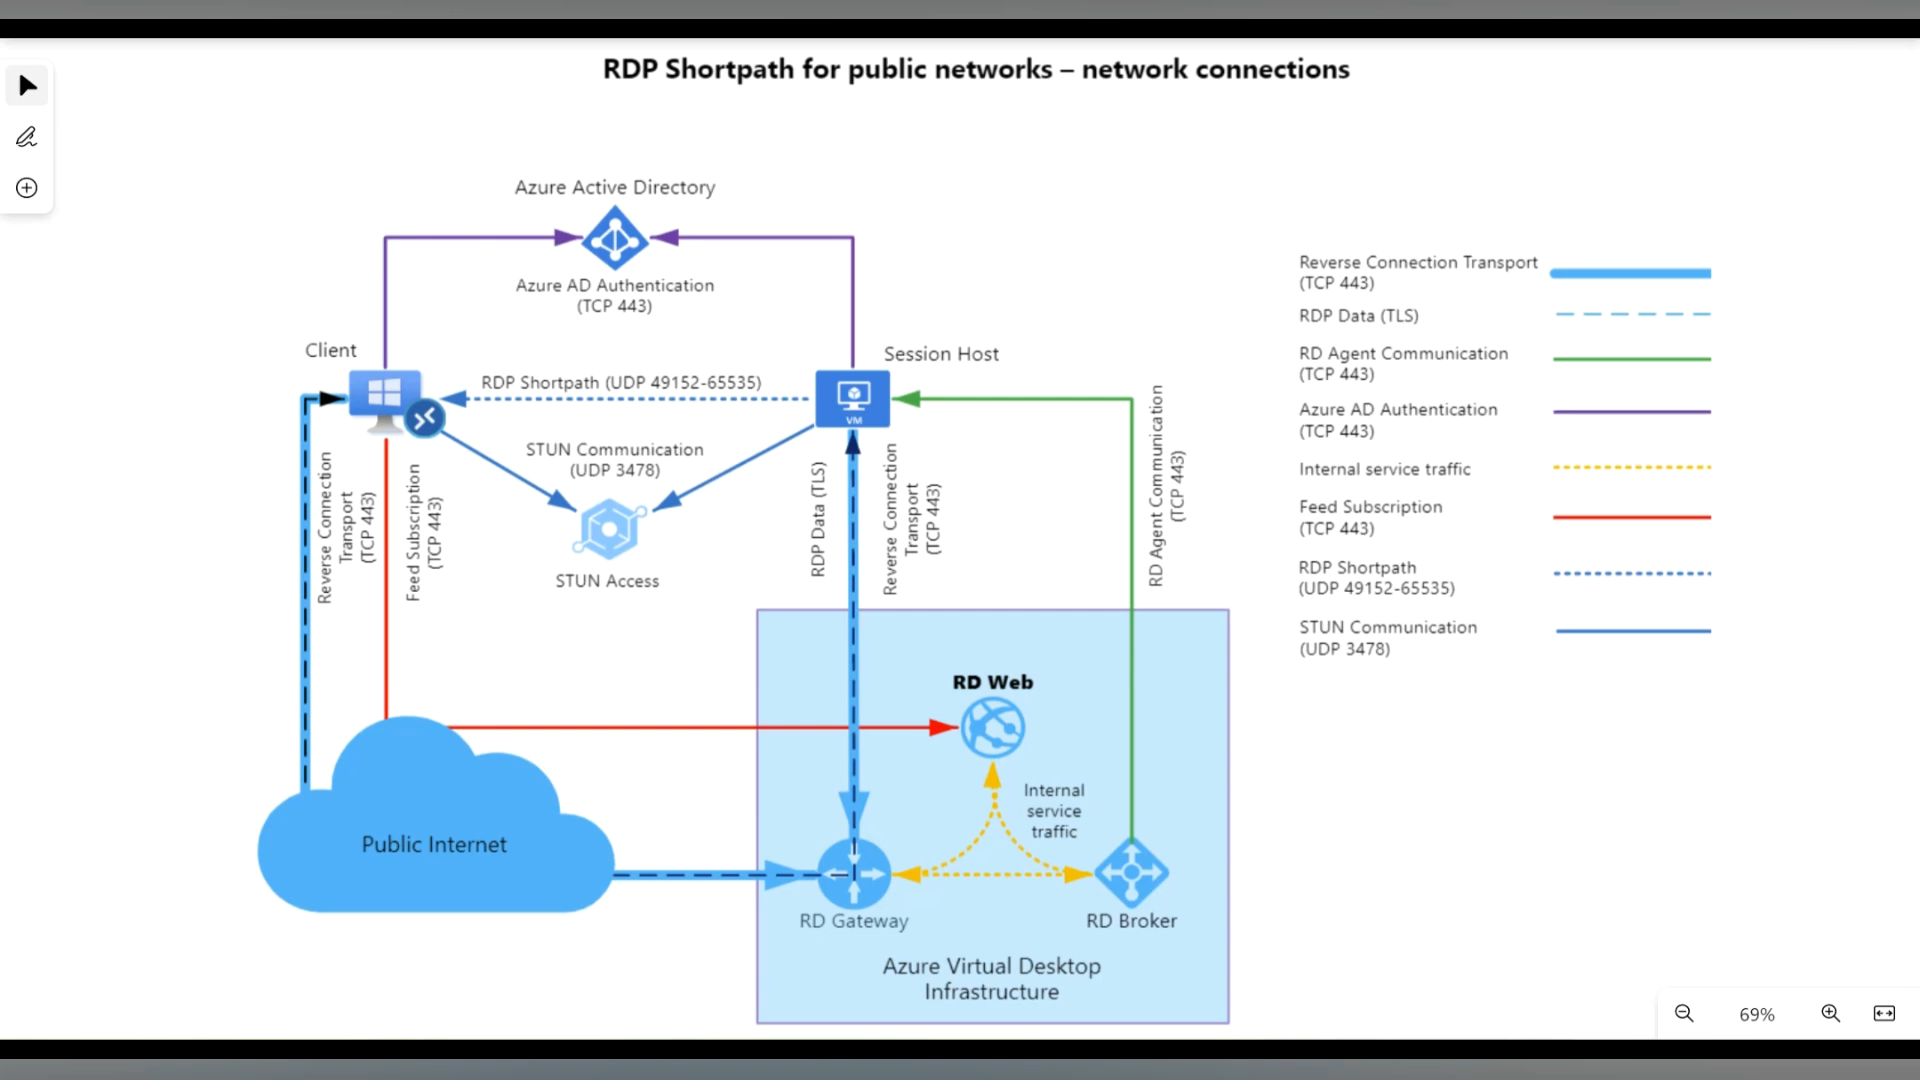 RDP Shortpath for public networks – network connections
Azure Active Directory
Azure AD Authentication
(TCP 443)
Client
Session Host
RDP Shortpath (UDP 49152-65535)
VM
STUN Communication
(UDP 3478)
STUN Access
Reverse Connection
Transport
(TCP 443)
Feed Subscription
(TCP 443)
RDP Data (TLS)
Reverse Connection
Transport
(TCP 443)
RD Agent Communication
(TCP 443)
RD Web
Internal
service
traffic
Public Internet
RD Gateway
RD Broker
Azure Virtual Desktop
Infrastructure
Reverse Connection Transport
(TCP 443)
RDP Data (TLS)
RD Agent Communication
(TCP 443)
Azure AD Authentication
(TCP 443)
Internal service traffic
Feed Subscription
(TCP 443)
RDP Shortpath
(UDP 49152-65535)
STUN Communication
(UDP 3478)
69%